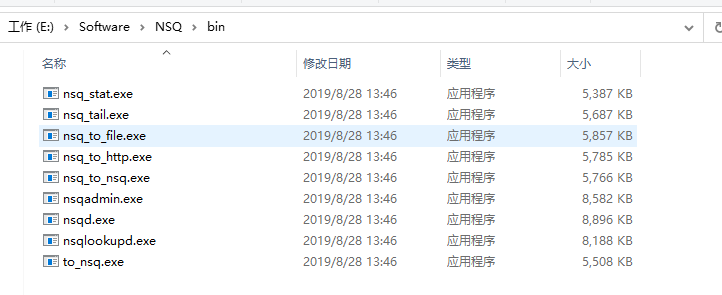 工作 (E:) > Software > NSQ > bin
名称 修改日期 类型 大小
nsq_stat.exe 2019/8/28 13:46 应用程序 5,387 KB
nsq_tail.exe 2019/8/28 13:46 应用程序 5,687 KB
nsq_to_file.exe 2019/8/28 13:46 应用程序 5,857 KB
nsq_to_http.exe 2019/8/28 13:46 应用程序 5,785 KB
nsq_to_nsq.exe 2019/8/28 13:46 应用程序 5,766 KB
nsqadmin.exe 2019/8/28 13:46 应用程序 8,582 KB
nsqd.exe 2019/8/28 13:46 应用程序 8,896 KB
nsqlookupd.exe 2019/8/28 13:46 应用程序 8,188 KB
to_nsq.exe 2019/8/28 13:46 应用程序 5,508 KB